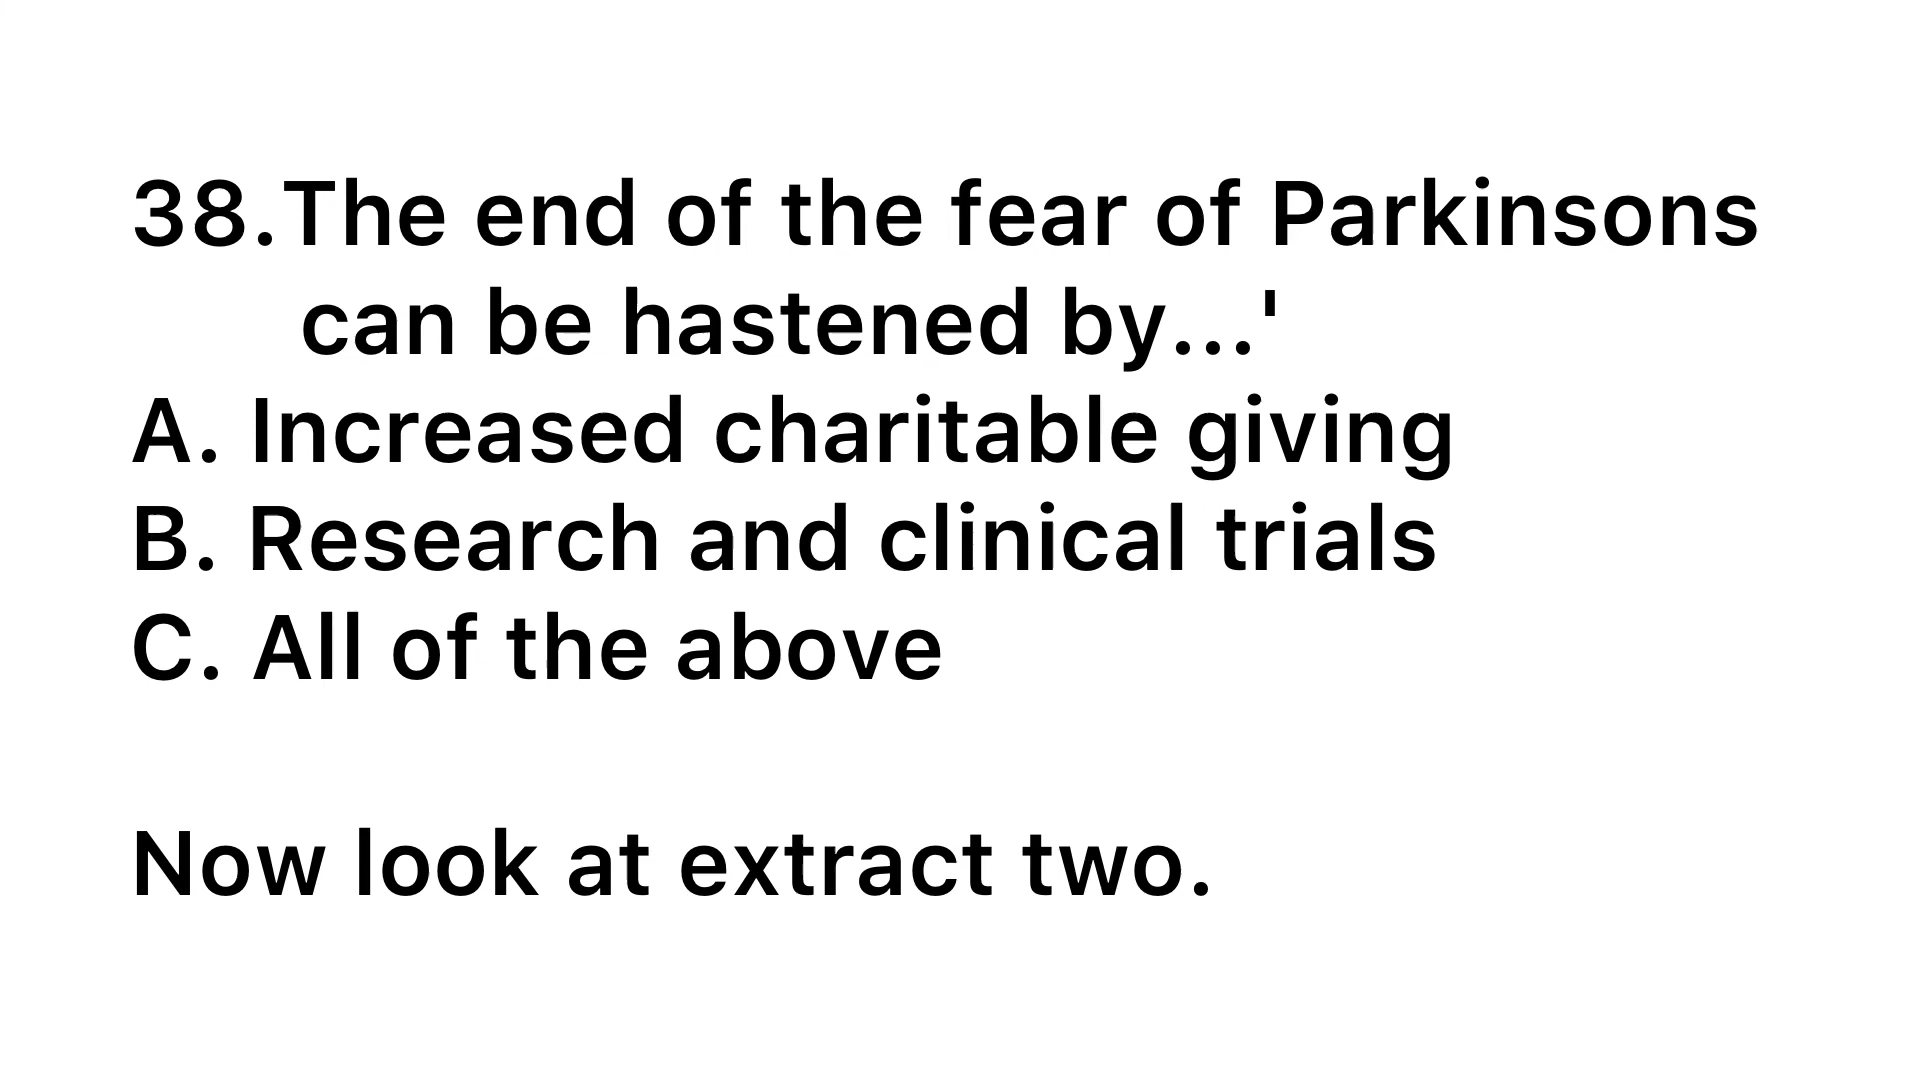 38.The end of the fear of Parkinsons
can be hastened by...'
A. Increased charitable giving
B. Research and clinical trials
C. All of the above
Now look at extract two.